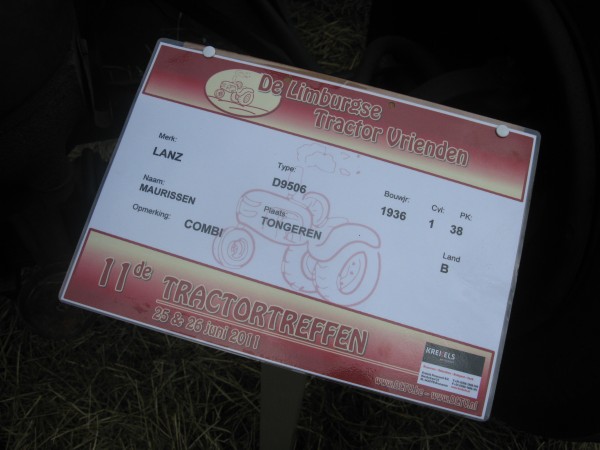 De Limburgse
Tractor Vrienden
Merk: Type: Bouwjr: Cyl: PK:
LANZ D9506 1936 1 38
Naam: Plaats: Land
MAURISSEN TONGEREN B
Opmerking: COMBI
11de TRACTORTREFFEN
25 & 26 Juni 2011
KREKELS